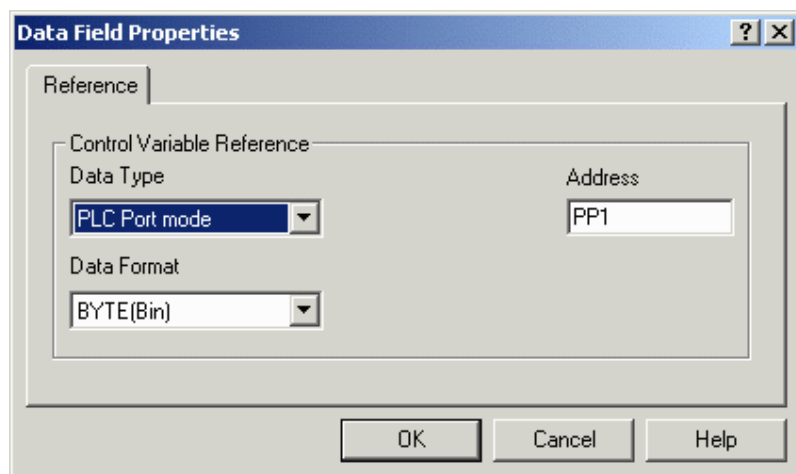 Data Field Properties
Reference
Control Variable Reference
Data Type
Address
PLC Port mode
PP1
Data Format
BYTE(Bin)
OK
Cancel
Help